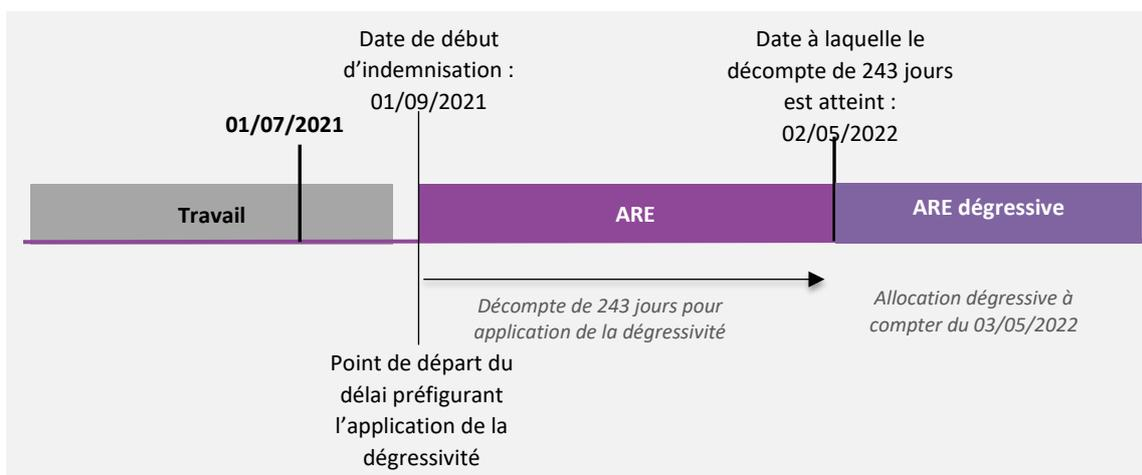 Date de début
d’indemnisation :
01/09/2021
Date à laquelle le
décompte de 243 jours
est atteint :
02/05/2022
01/07/2021
Travail
ARE
ARE dégressive
Décompte de 243 jours pour
application de la dégressivité
Allocation dégressive à
compter du 03/05/2022
Point de départ du
délai préfigurant
l’application de la
dégressivité